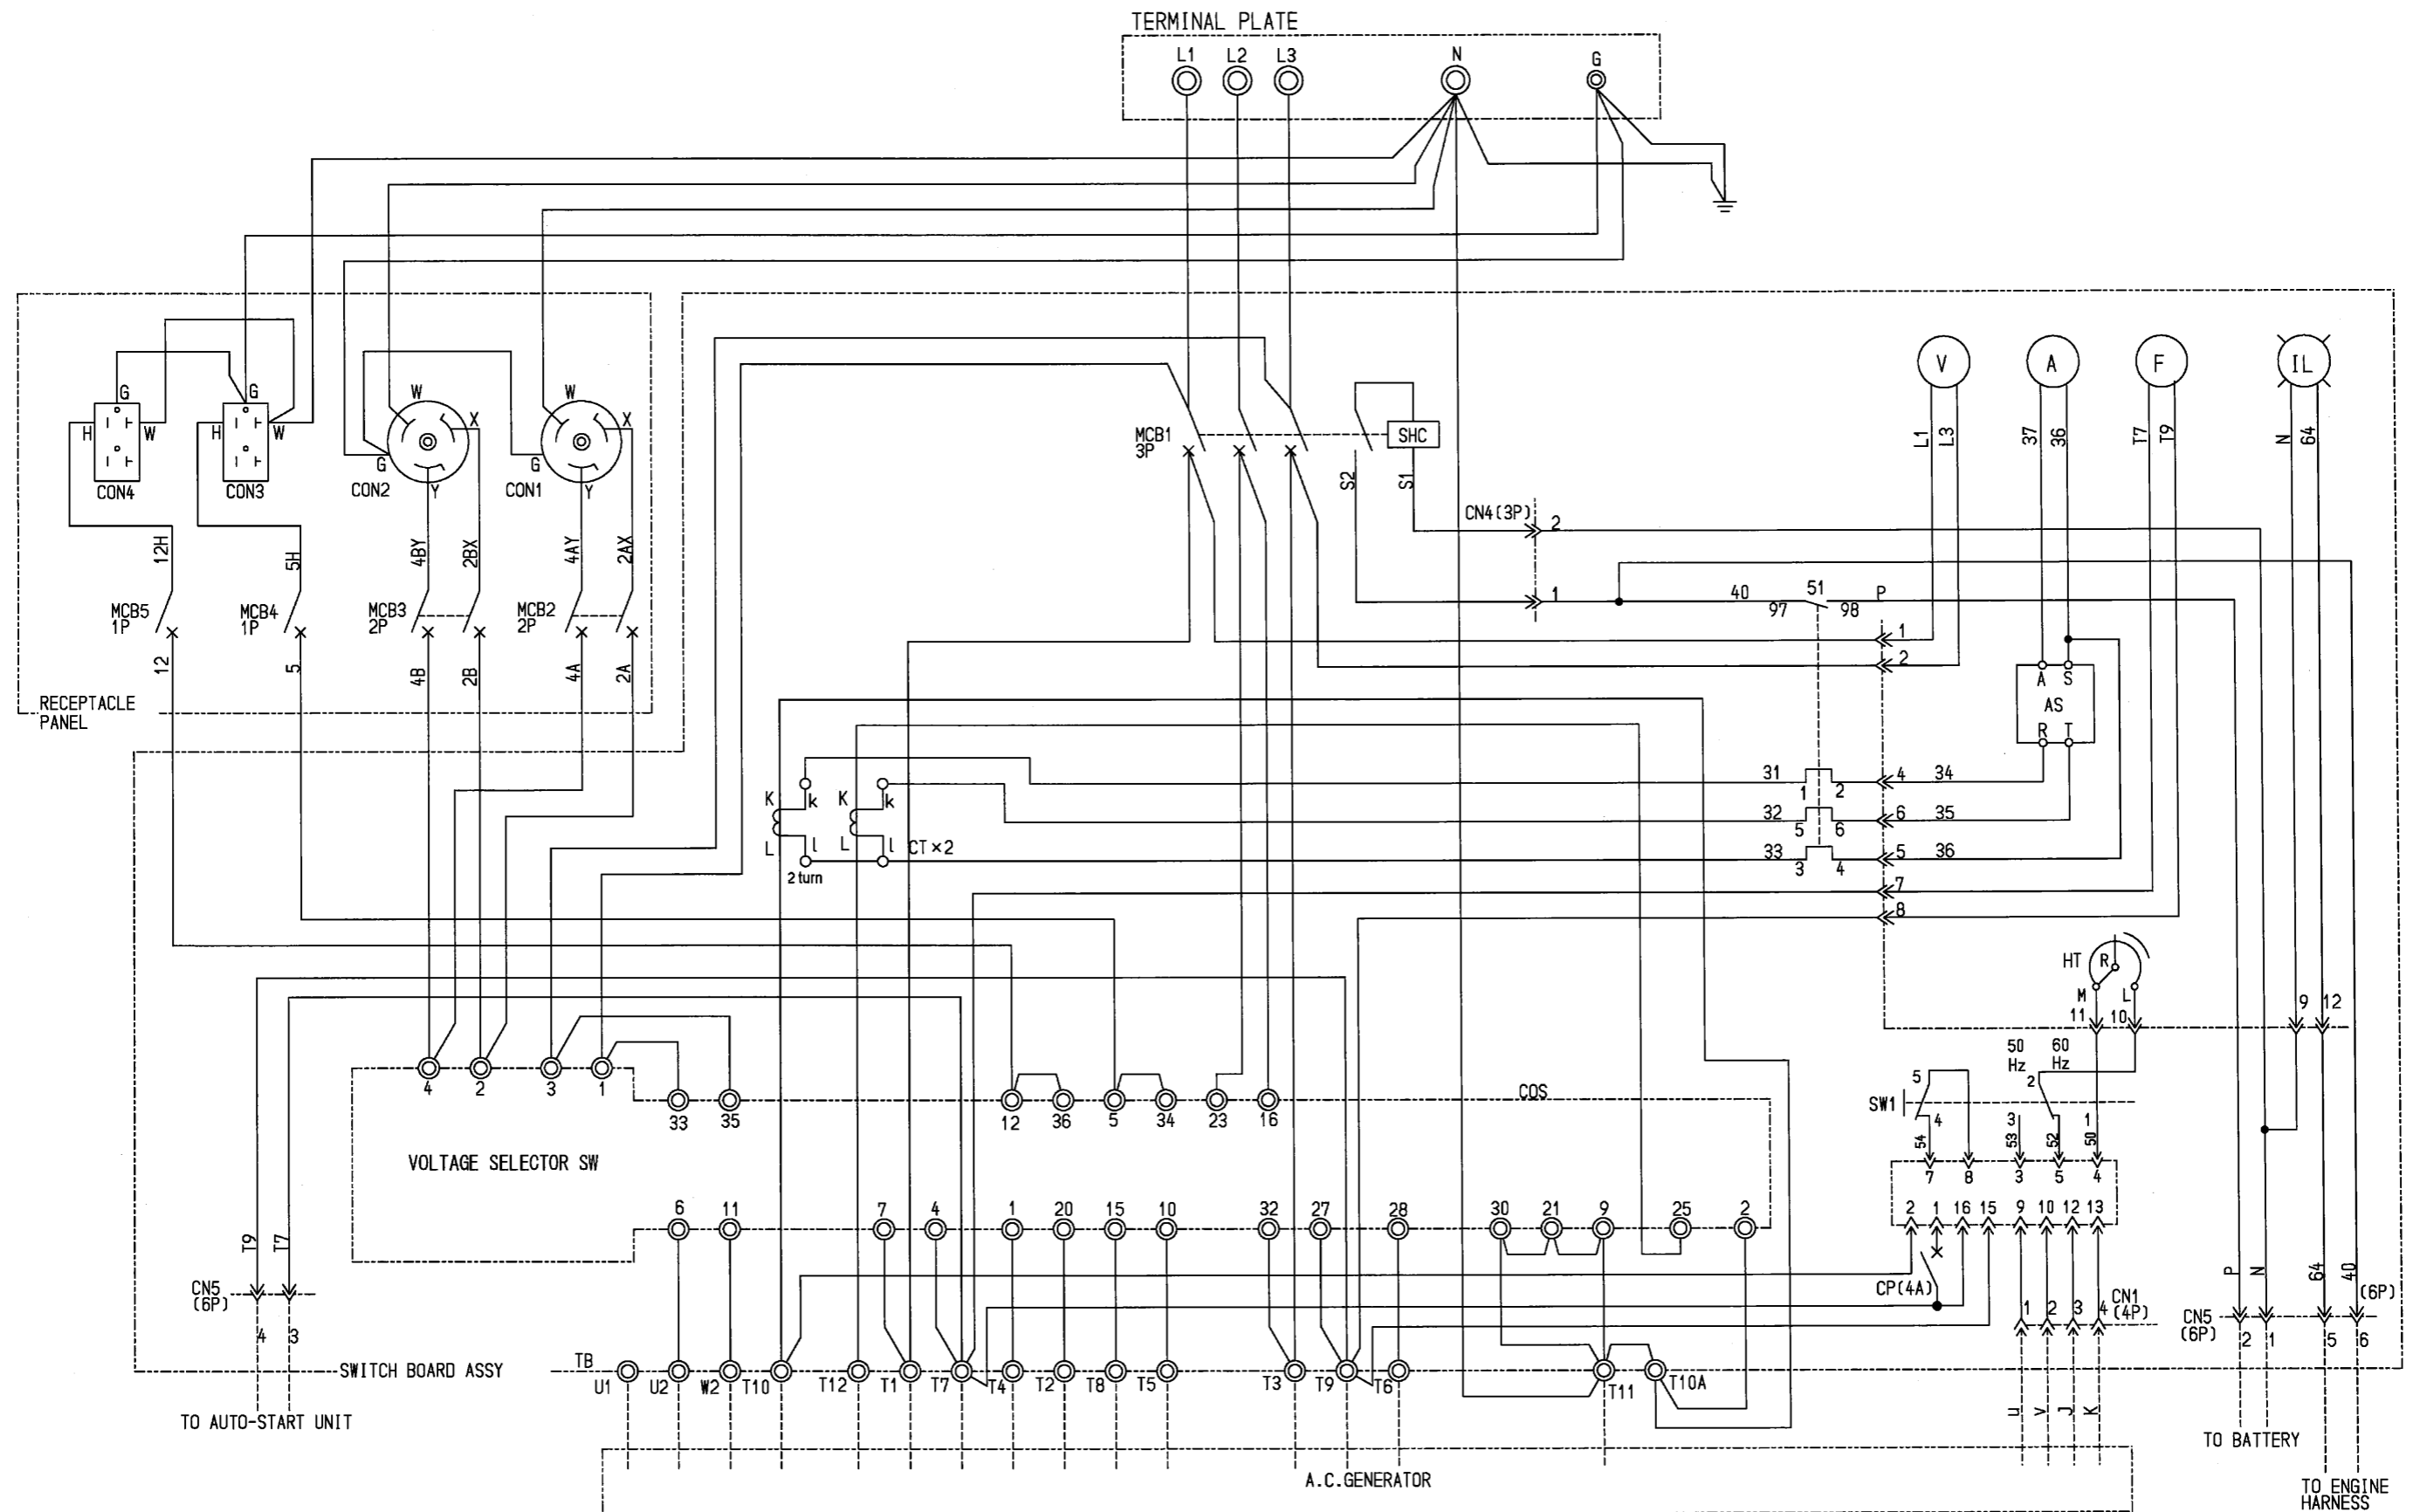 TERMINAL PLATE
L1 L2 L3 N G
G G W X W X
H W H W G G
CON4 CON3 CON2 Y CON1 Y
MCB1
3P
SHC
S2 S1
V A F IL
L1 L3 37 36 T7 T9 N 64
CN4(3P) 2
12H 5H 4BY 2BX 4AY 2AX
MCB5
1P
MCB4
1P
MCB3
2P
MCB2
2P
1 40 51 P
97 98
1
2
12 5 4B 2B 4A 2A
RECEPTACLE
PANEL
A S
AS
R T
K k K k
L l L l CT×2
2 turn
31 1 2 4 34
32 5 6 6 35
33 3 4 5 36
7
8
HT R
M L
11 10 9 12
50
Hz
60
Hz
4 2 3 1
33 35 12 36 5 34 23 16
COS
SW1
5 4 2 3 1
54 53 52 50
7 8 3 5 4
VOLTAGE SELECTOR SW
6 11 7 4 1 20 15 10 32 27 28 30 21 9 25 2
2 1 16 15 9 10 12 13
T9 T7
CN5
(6P)
4 3
CP(4A)
1 2 3 4
CN1
(4P)
P N 64 40
CN5
(6P)
(6P)
2 1 5 6
SWITCH BOARD ASSY
TB
U1 U2 W2 T10 T12 T1 T7 T4 T2 T8 T5 T3 T9 T6 T11 T10A
u v J K
TO AUTO-START UNIT
A.C.GENERATOR
TO BATTERY
TO ENGINE
HARNESS